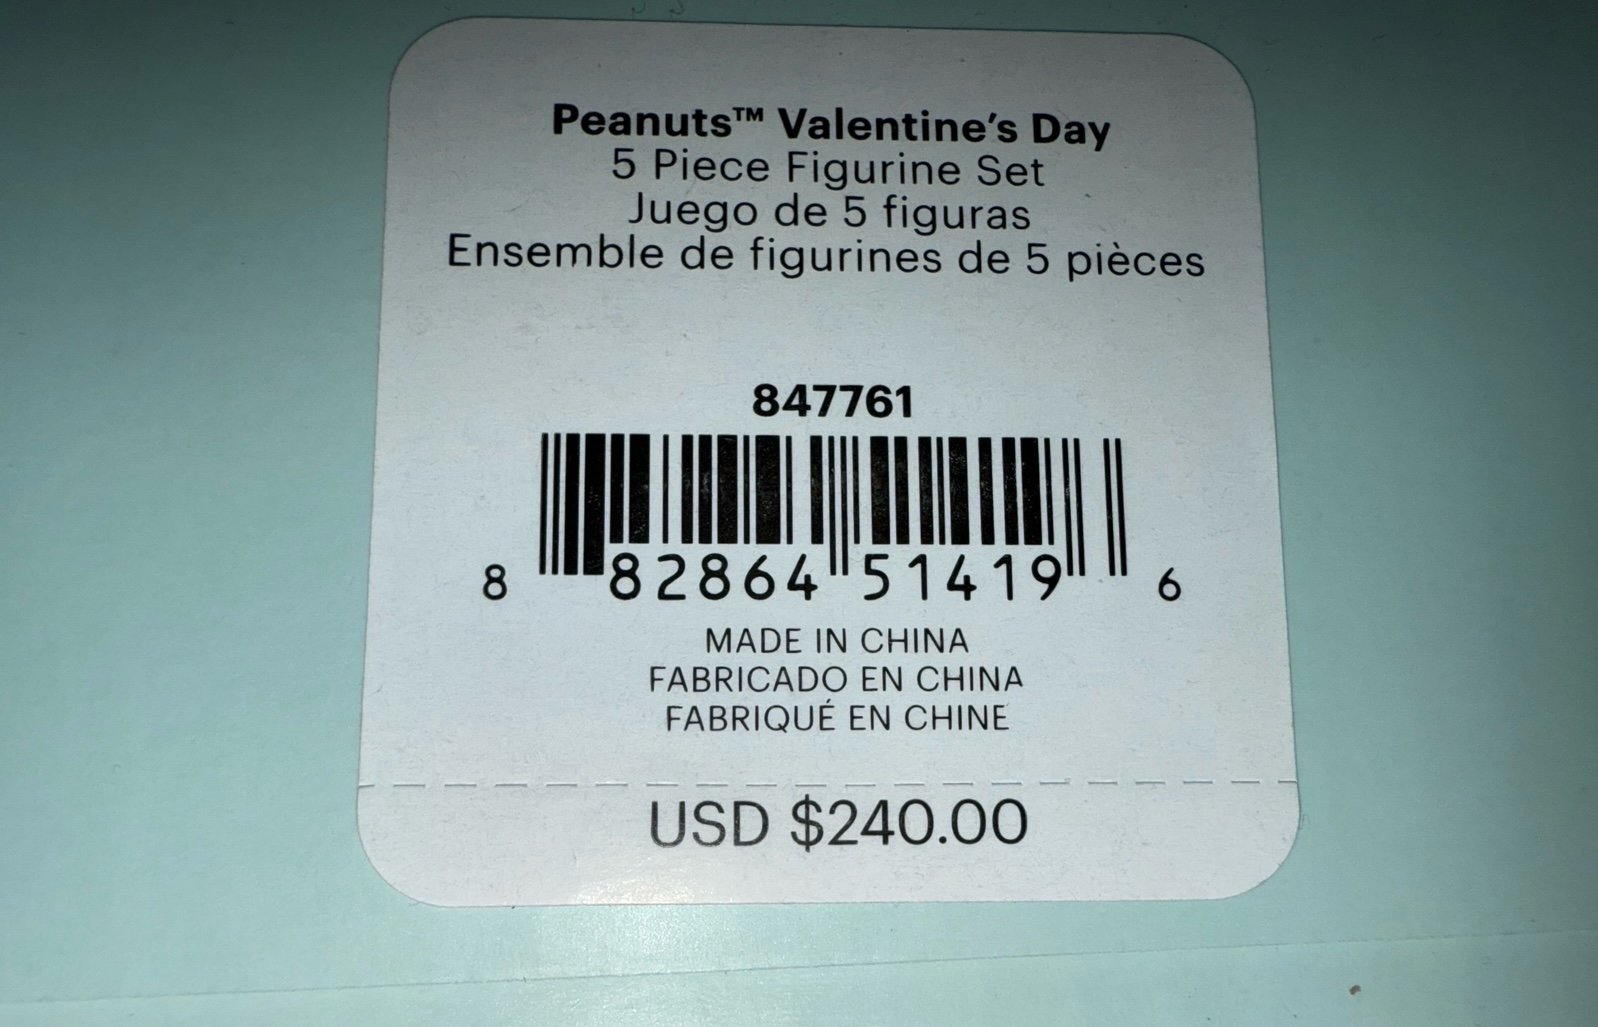 Peanuts™ Valentine's Day
5 Piece Figurine Set
Juego de 5 figuras
Ensemble de figurines de 5 pièces
847761
8 82864 51419 6
MADE IN CHINA
FABRICADO EN CHINA
FABRIQUÉ EN CHINE
USD $240.00